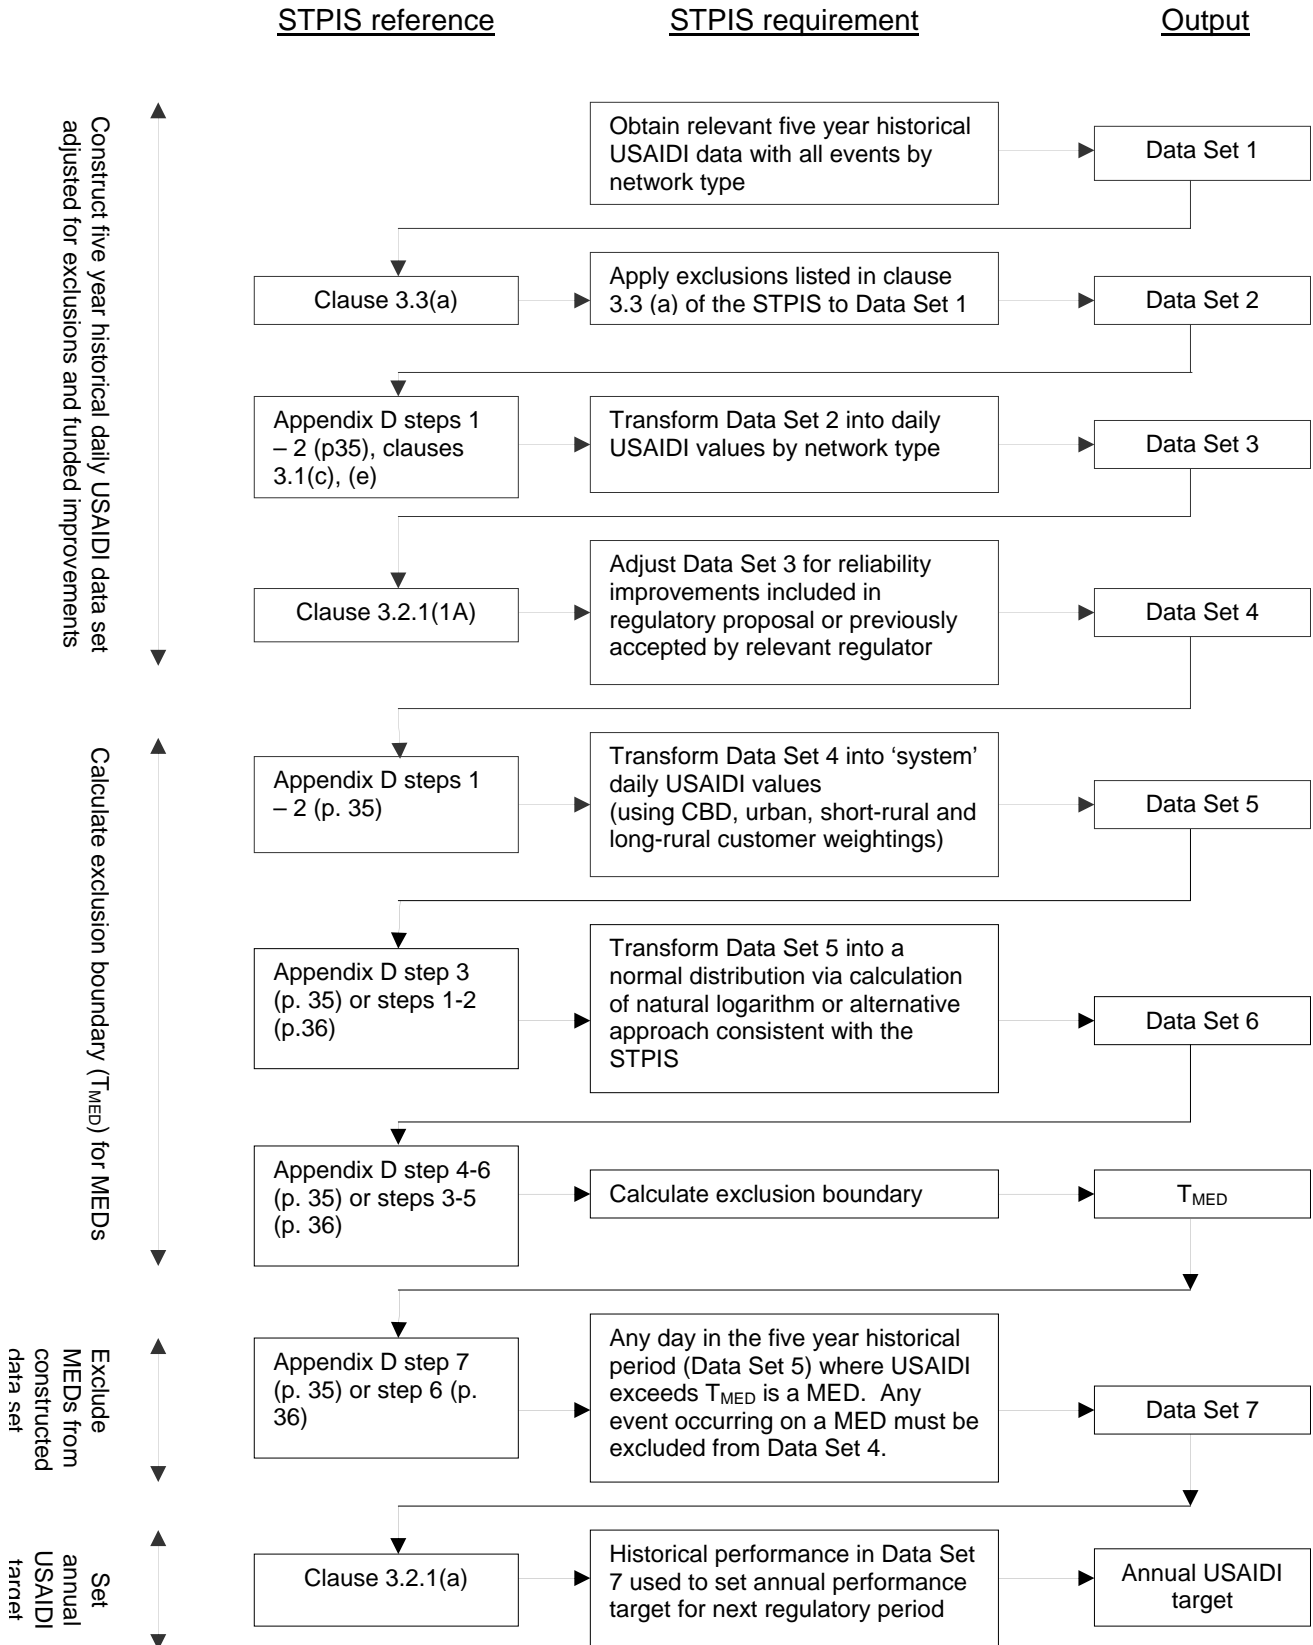 STPIS reference
STPIS requirement
Output
Construct five year historical daily USAIDI data set
adjusted for exclusions and funded improvements
Obtain relevant five year historical
USAIDI data with all events by
network type
Data Set 1
Clause 3.3(a)
Apply exclusions listed in clause
3.3 (a) of the STPIS to Data Set 1
Data Set 2
Appendix D steps 1
– 2 (p35), clauses
3.1(c), (e)
Transform Data Set 2 into daily
USAIDI values by network type
Data Set 3
Clause 3.2.1(1A)
Adjust Data Set 3 for reliability
improvements included in
regulatory proposal or previously
accepted by relevant regulator
Data Set 4
Calculate exclusion boundary (TMED) for MEDs
Appendix D steps 1
– 2 (p. 35)
Transform Data Set 4 into ‘system’
daily USAIDI values
(using CBD, urban, short-rural and
long-rural customer weightings)
Data Set 5
Appendix D step 3
(p. 35) or steps 1-2
(p.36)
Transform Data Set 5 into a
normal distribution via calculation
of natural logarithm or alternative
approach consistent with the
STPIS
Data Set 6
Appendix D step 4-6
(p. 35) or steps 3-5
(p. 36)
Calculate exclusion boundary
TMED
Exclude
MEDs from
constructed
data set
Appendix D step 7
(p. 35) or step 6 (p.
36)
Any day in the five year historical
period (Data Set 5) where USAIDI
exceeds TMED is a MED.  Any
event occurring on a MED must be
excluded from Data Set 4.
Data Set 7
Set
annual
USAIDI
target
Clause 3.2.1(a)
Historical performance in Data Set
7 used to set annual performance
target for next regulatory period
Annual USAIDI
target